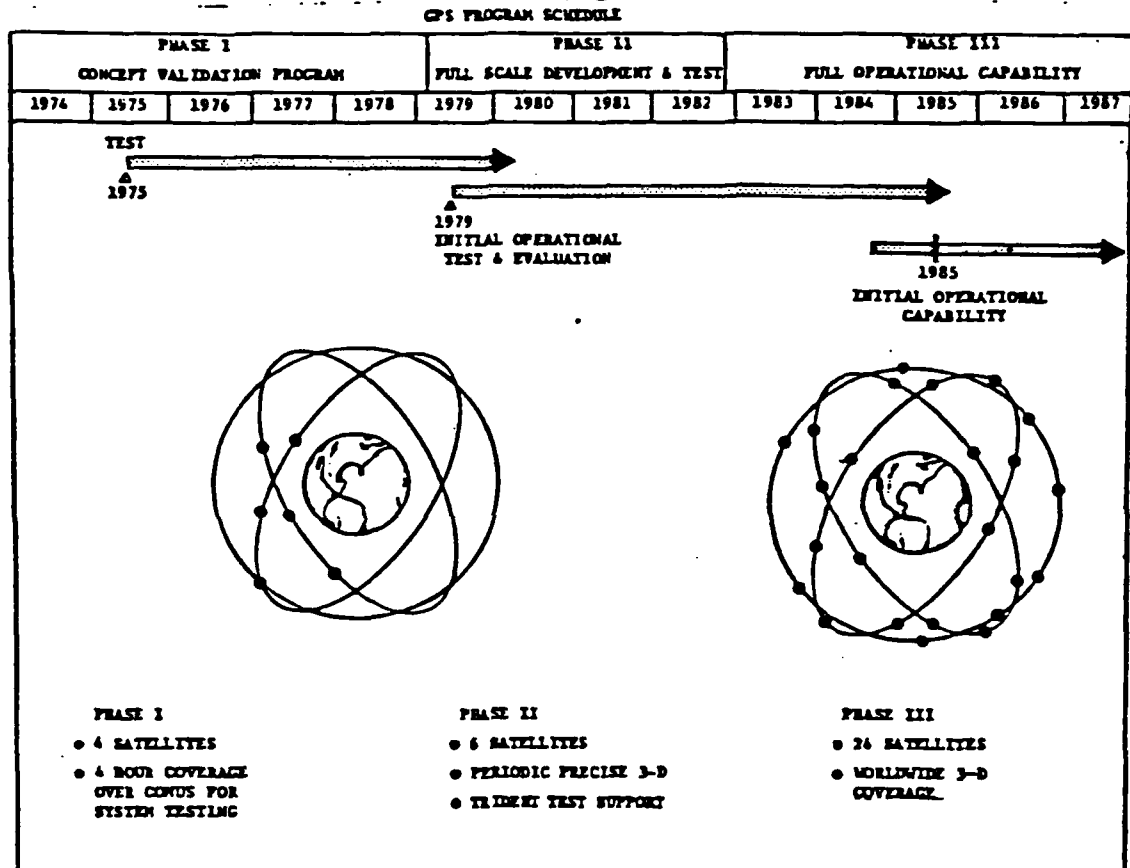 GPS PROGRAM SCHEDULE
PHASE I
CONCEPT VALIDATION PROGRAM
PHASE II
FULL SCALE DEVELOPMENT & TEST
PHASE III
FULL OPERATIONAL CAPABILITY
1974 1975 1976 1977 1978 1979 1980 1981 1982 1983 1984 1985 1986 1987
TEST
1975
1979
INITIAL OPERATIONAL
TEST & EVALUATION
1985
INITIAL OPERATIONAL
CAPABILITY
PHASE I
• 4 SATELLITES
• 4 HOUR COVERAGE
OVER CONUS FOR
SYSTEM TESTING
PHASE II
• 6 SATELLITES
• PERIODIC PRECISE 3-D
• TRIDENT TEST SUPPORT
PHASE III
• 24 SATELLITES
• WORLDWIDE 3-D
COVERAGE